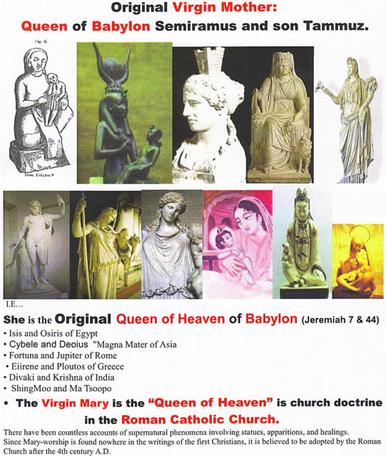 Original Virgin Mother:
Queen of Babylon Semiramus and son Tammuz.
I.E...
She is the Original Queen of Heaven of Babylon (Jeremiah 7 & 44)
• Isis and Osiris of Egypt
• Cybele and Deoius "Magna Mater of Asia
• Fortuna and Jupiter of Rome
• Eiirene and Ploutos of Greece
• Divaki and Krishna of India
• ShingMoo and Ma Tsoopo
• The Virgin Mary is the “Queen of Heaven” is church doctrine
in the Roman Catholic Church.
There have been countless accounts of supernatural phenomena involving statues, apparitions, and healings.
Since Mary-worship is found nowhere in the writings of the first Christians, it is believed to be adopted by the Roman
Church after the 4th century A.D.